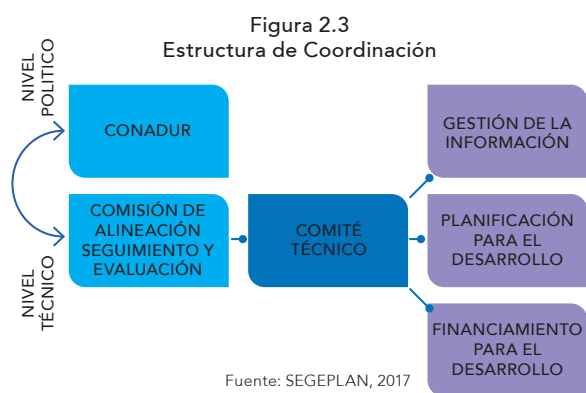 Figura 2.3
Estructura de Coordinación
NIVEL
POLITICO
CONADUR
GESTIÓN DE LA
INFORMACIÓN
NIVEL
TÉCNICO
COMISIÓN DE
ALINEACIÓN
SEGUIMIENTO Y
EVALUACIÓN
COMITÉ
TÉCNICO
PLANIFICACIÓN
PARA EL
DESARROLLO
FINANCIAMIENTO
PARA EL
DESARROLLO
Fuente: SEGEPLAN, 2017